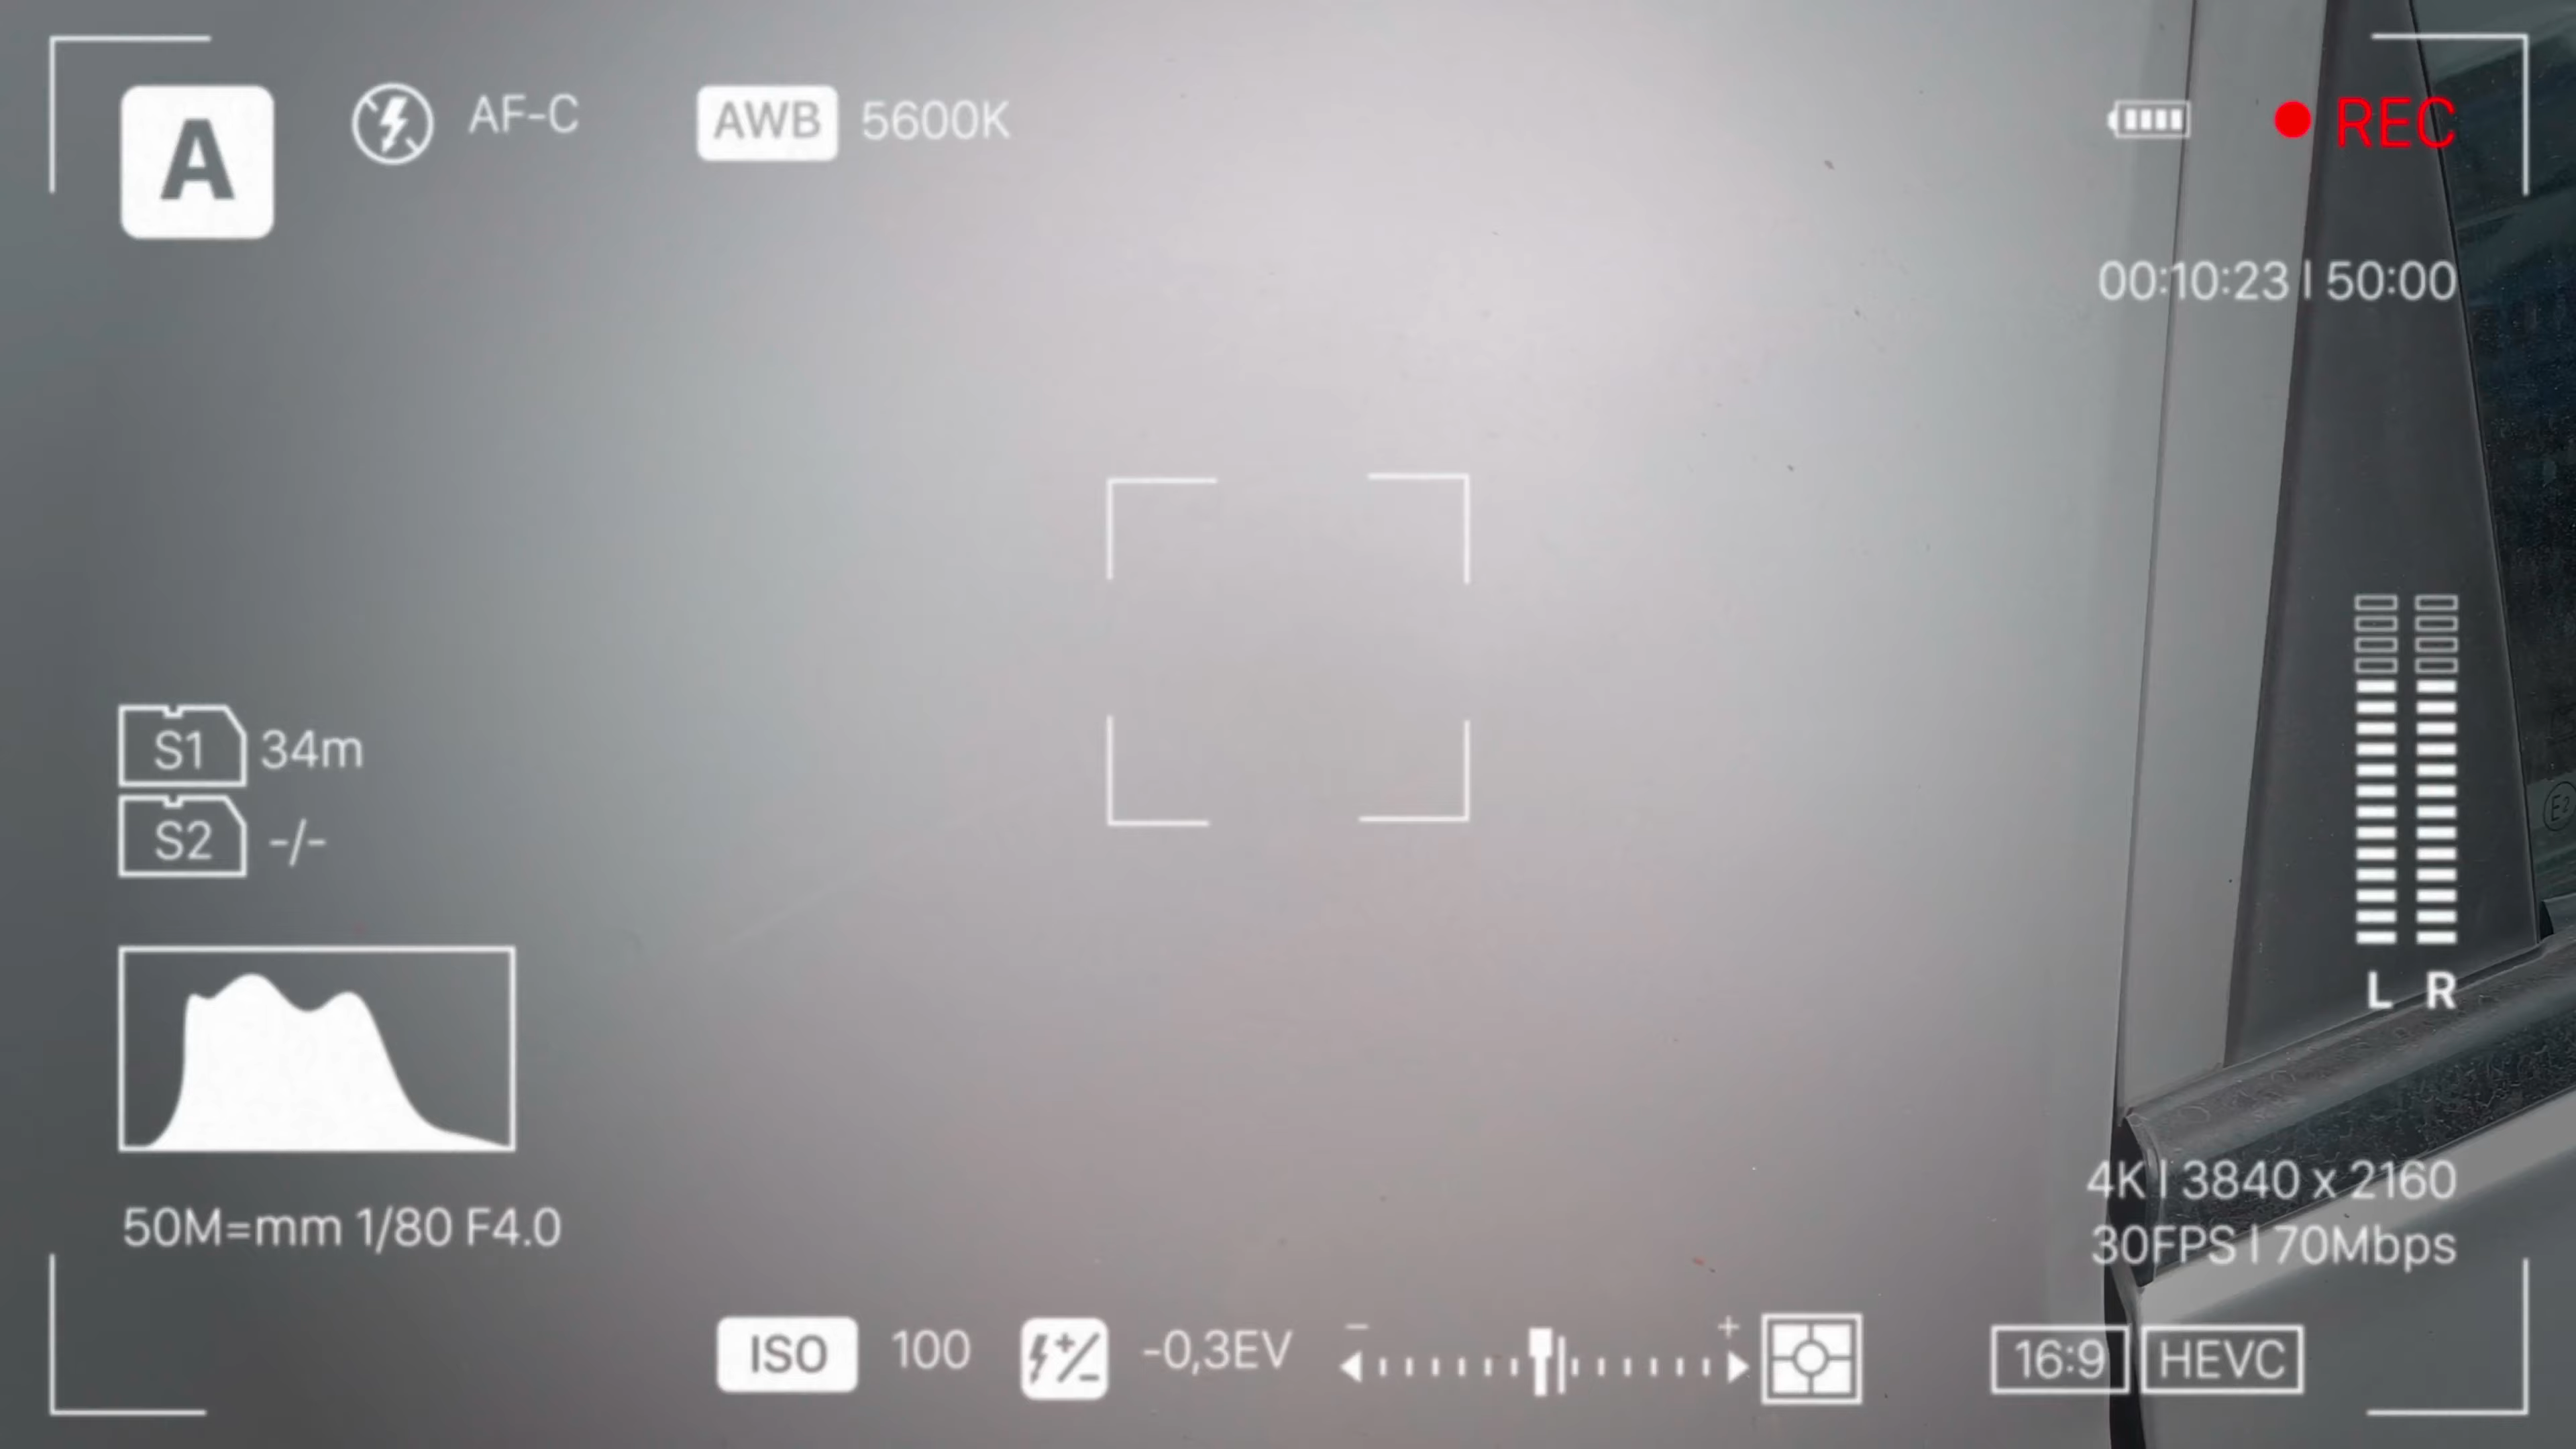 A
AF-C
AWB 5600K
REC
00:10:23 | 50:00
S1 34m
S2 -/-
L R
50M=mm 1/80 F4.0
4K | 3840 x 2160
30FPS | 70Mbps
ISO 100
-0,3EV
- +
16:9 HEVC